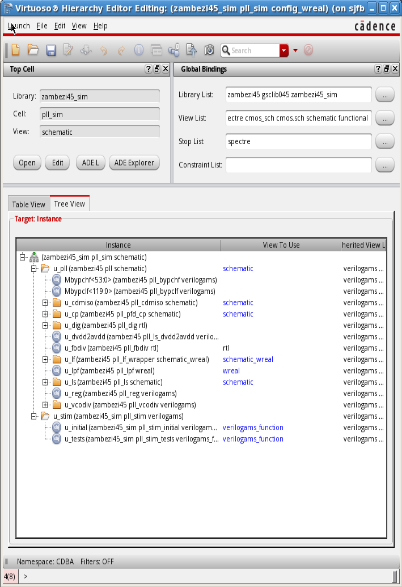 Virtuoso® Hierarchy Editor Editing: (zambezi45_sim pll_sim config_wreal) (on sjfb
Launch File Edit View Help
cādence
Search
Top Cell
Global Bindings
Library: zambezi45_sim
Cell: pll_sim
View: schematic
Open Edit ADE L ADE Explorer
Library List: zambezi45 gsclib045 zambezi45_sim
View List: ectre cmos_sch cmos.sch schematic functional
Stop List spectre
Constraint List:
Table View Tree View
Target: Instance
Instance View To Use herited View L
(zambezi45_sim pll_sim schematic)
u_pll (zambezi45 pll schematic) schematic verilogams ...
Mbypclf<53:0> (zambezi45 pll_bypclf verilogams) verilogams ...
Mbypclf<119:0> (zambezi45 pll_bypclf verilogams) verilogams ...
u_cdmiso (zambezi45 pll_cdmiso schematic) schematic verilogams ...
u_cp (zambezi45 pll_pfd_cp schematic) schematic verilogams ...
u_dig (zambezi45 pll_dig rtl) verilogams ...
u_dvdd2avdd (zambezi45 pll_ls_dvdd2avdd verilo... verilogams ...
u_fbdiv (zambezi45 pll_fbdiv rtl) rtl verilogams ...
u_lf (zambezi45 pll_lf_wrapper schematic_wreal) schematic_wreal verilogams ...
u_lpf (zambezi45 pll_lpf wreal) wreal verilogams ...
u_ls (zambezi45 pll_ls schematic) schematic verilogams ...
u_reg (zambezi45 pll_reg verilogams) verilogams ...
u_vcodiv (zambezi45 pll_vcodiv verilogams) verilogams ...
u_stim (zambezi45_sim pll_stim verilogams) verilogams ...
u_initial (zambezi45_sim pll_stim_initial verilogam... verilogams_function verilogams ...
u_tests (zambezi45_sim pll_stim_tests verilogams_f... verilogams_function verilogams ...
Namespace: CDBA Filters: OFF
4(8) >